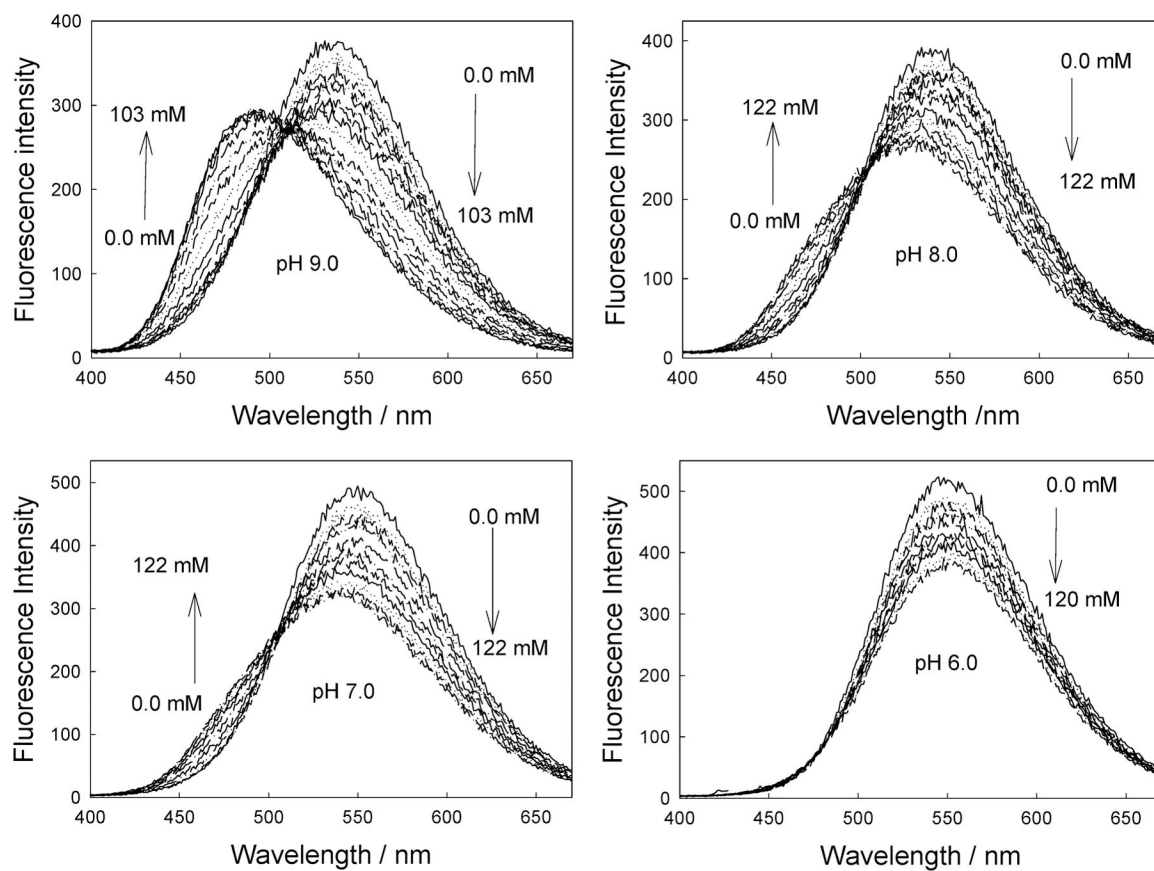 Fluorescence intensity
400
300
200
100
0
103 mM
0.0 mM
0.0 mM
103 mM
pH 9.0
400 450 500 550 600 650
Wavelength / nm
Fluorescence Intensity
400
300
200
100
0
122 mM
0.0 mM
0.0 mM
122 mM
pH 8.0
400 450 500 550 600 650
Wavelength /nm
Fluorescence Intensity
500
400
300
200
100
0
122 mM
0.0 mM
0.0 mM
122 mM
pH 7.0
400 450 500 550 600 650
Wavelength / nm
Fluorescence Intensity
500
400
300
200
100
0
0.0 mM
120 mM
pH 6.0
400 450 500 550 600 650
Wavelength / nm